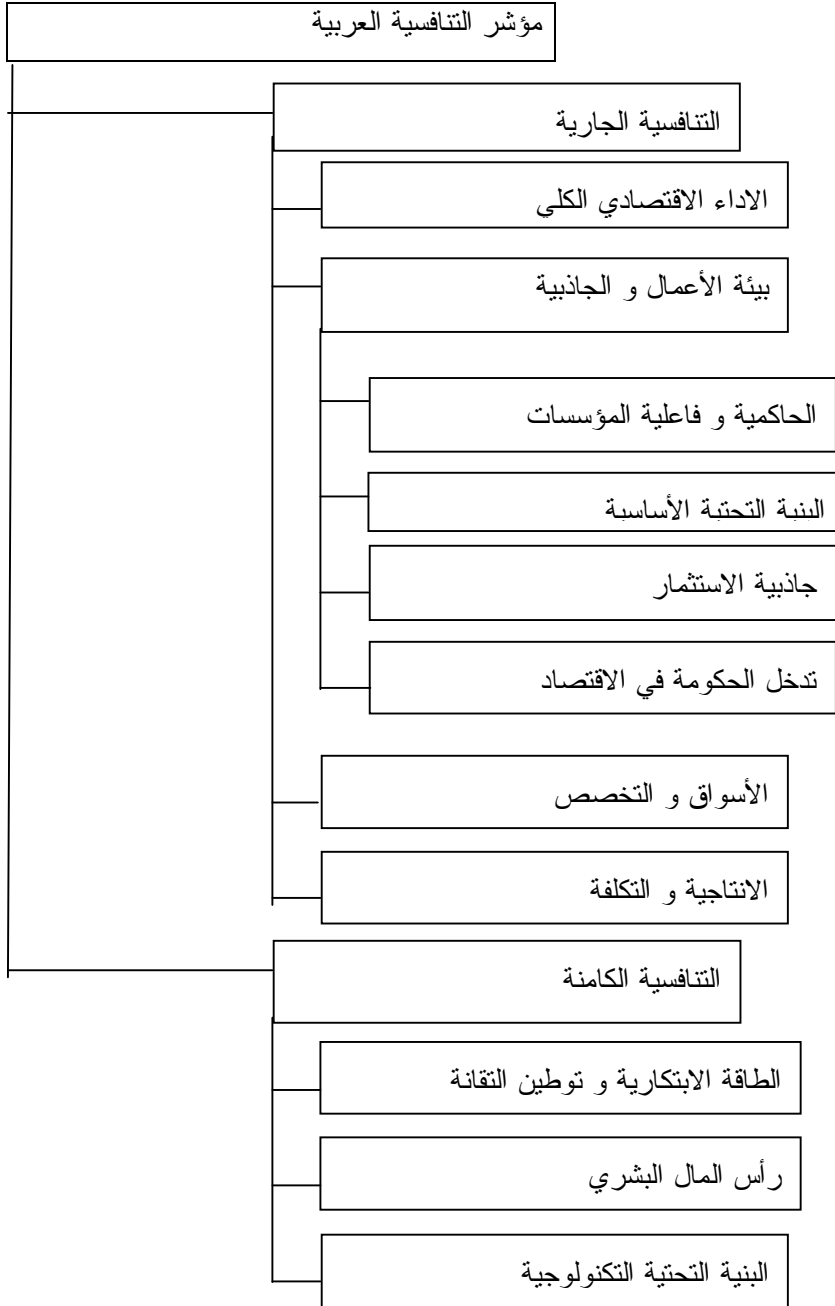 مؤشر التنافسية العربية
التنافسية الجارية
الاداء الاقتصادي الكلي
بيئة الأعمال و الجاذبية
الحاكمية و فاعلية المؤسسات
البنية التحتية الأساسية
جاذبية الاستثمار
تدخل الحكومة في الاقتصاد
الأسواق و التخصص
الانتاجية و التكلفة
التنافسية الكامنة
الطاقة الابتكارية و توطين التقانة
رأس المال البشري
البنية التحتية التكنولوجية